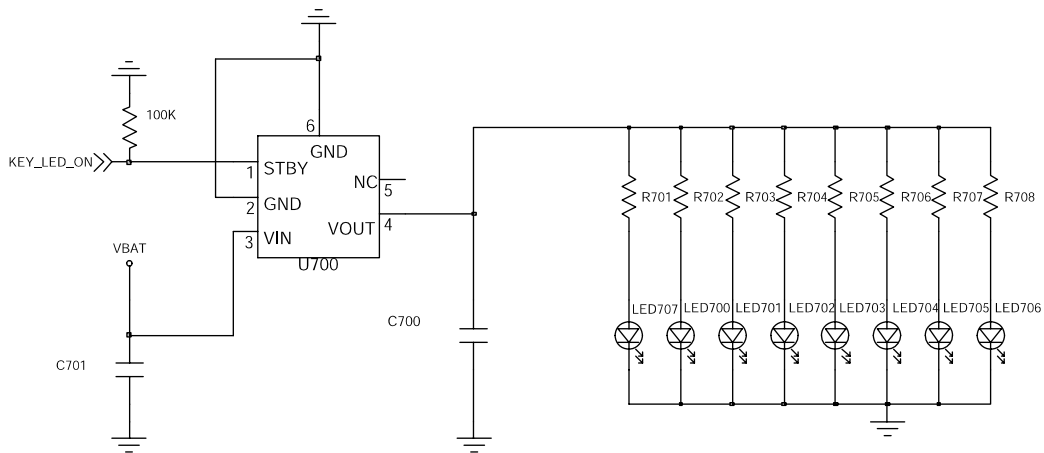 100K
KEY_LED_ON
6
GND
1
STBY
NC
5
2
GND
VOUT
4
3
VIN
U700
VBAT
C701
C700
R701
R702
R703
R704
R705
R706
R707
R708
LED707
LED700
LED701
LED702
LED703
LED704
LED705
LED706